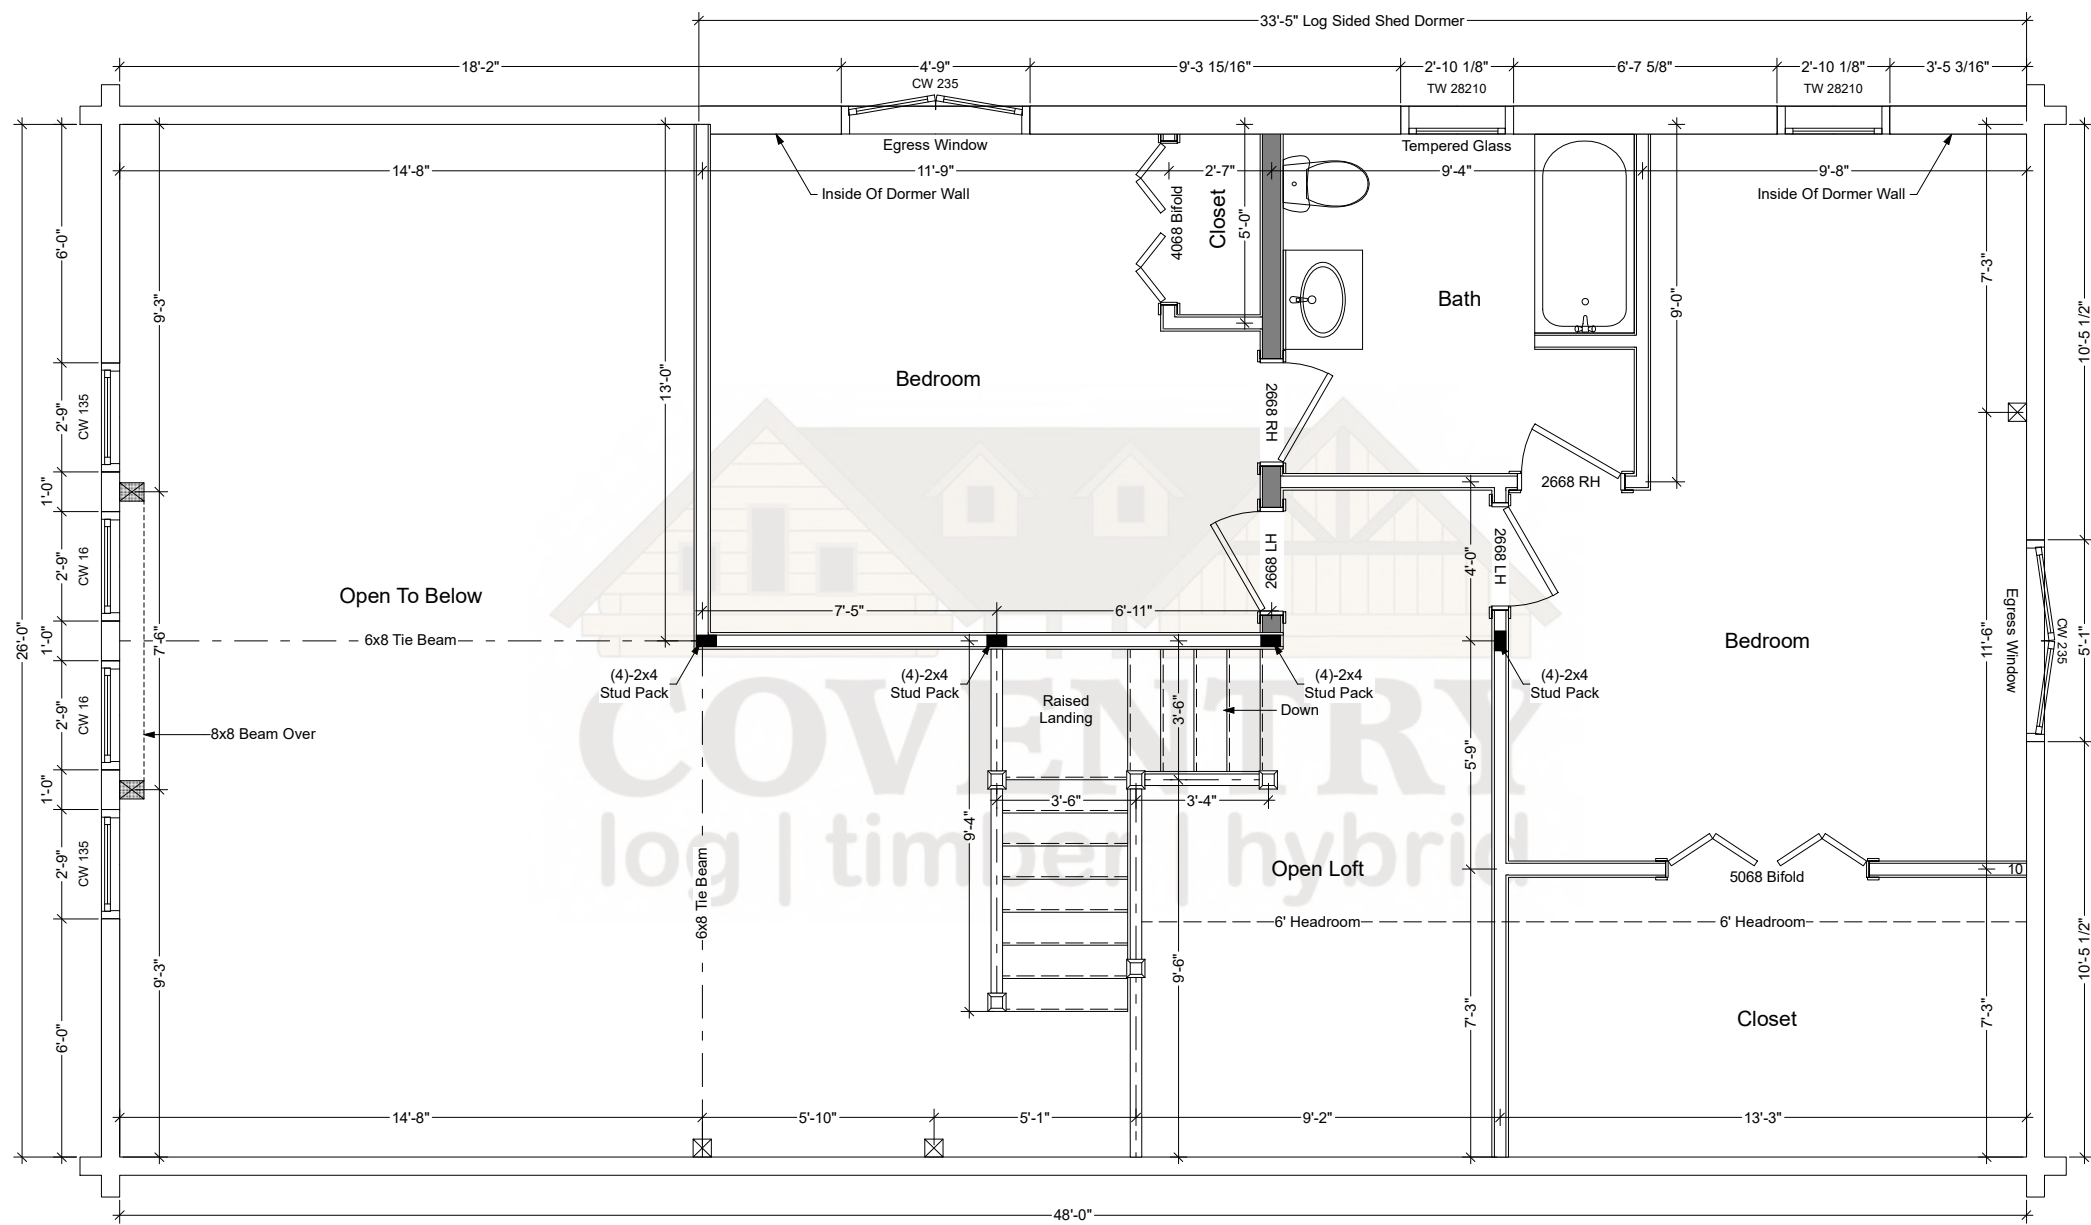 33'-5" Log Sided Shed Dormer
18'-2"
4'-9"
9'-3 15/16"
2'-10 1/8"
6'-7 5/8"
2'-10 1/8"
3'-5 3/16"
CW 235
TW 28210
TW 28210
Egress Window
Tempered Glass
14'-8"
11'-9"
2'-7"
9'-4"
9'-8"
Inside Of Dormer Wall
Inside Of Dormer Wall
4068 Bifold
Closet
5'-0"
6'-0"
9'-3"
7'-3"
9'-0"
10'-5 1/2"
Bath
Bedroom
13'-0"
2'-9"
CW 135
2668 RH
2668 RH
1'-0"
2'-9"
CW 16
2668 LH
2668 LH
4'-0"
Open To Below
7'-5"
6'-11"
26'-0"
1'-0"
7'-6"
6x8 Tie Beam
Bedroom
11'-6"
Egress Window
CW 235
5'-1"
(4)-2x4
Stud Pack
(4)-2x4
Stud Pack
(4)-2x4
Stud Pack
(4)-2x4
Stud Pack
Raised
Landing
3'-6"
Down
2'-9"
CW 16
8x8 Beam Over
COVENTRY
5'-9"
1'-0"
3'-6"
3'-4"
9'-4"
log | timber | hybrid
2'-9"
CW 135
6x8 Tie Beam
Open Loft
5068 Bifold
10
6' Headroom
6' Headroom
9'-3"
9'-6"
10'-5 1/2"
6'-0"
7'-3"
Closet
7'-3"
14'-8"
5'-10"
5'-1"
9'-2"
13'-3"
48'-0"